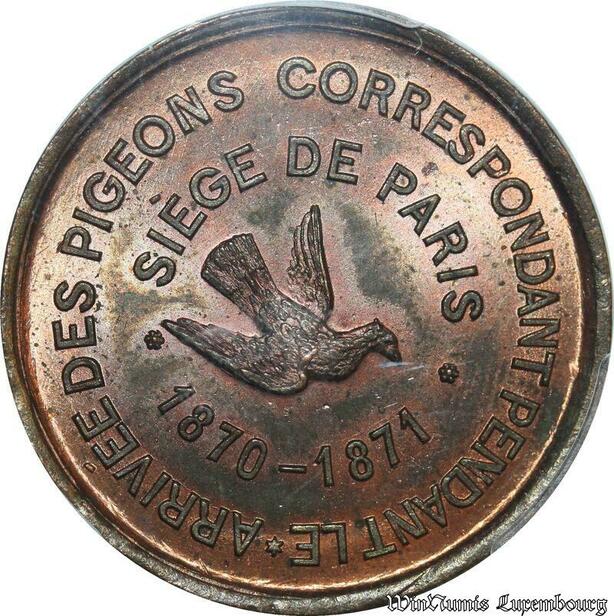 ARRIVÉE DES PIGEONS CORRESPONDANT PENDANT LE
SIÈGE DE PARIS
1870-1871
WinNumis Luxembourg